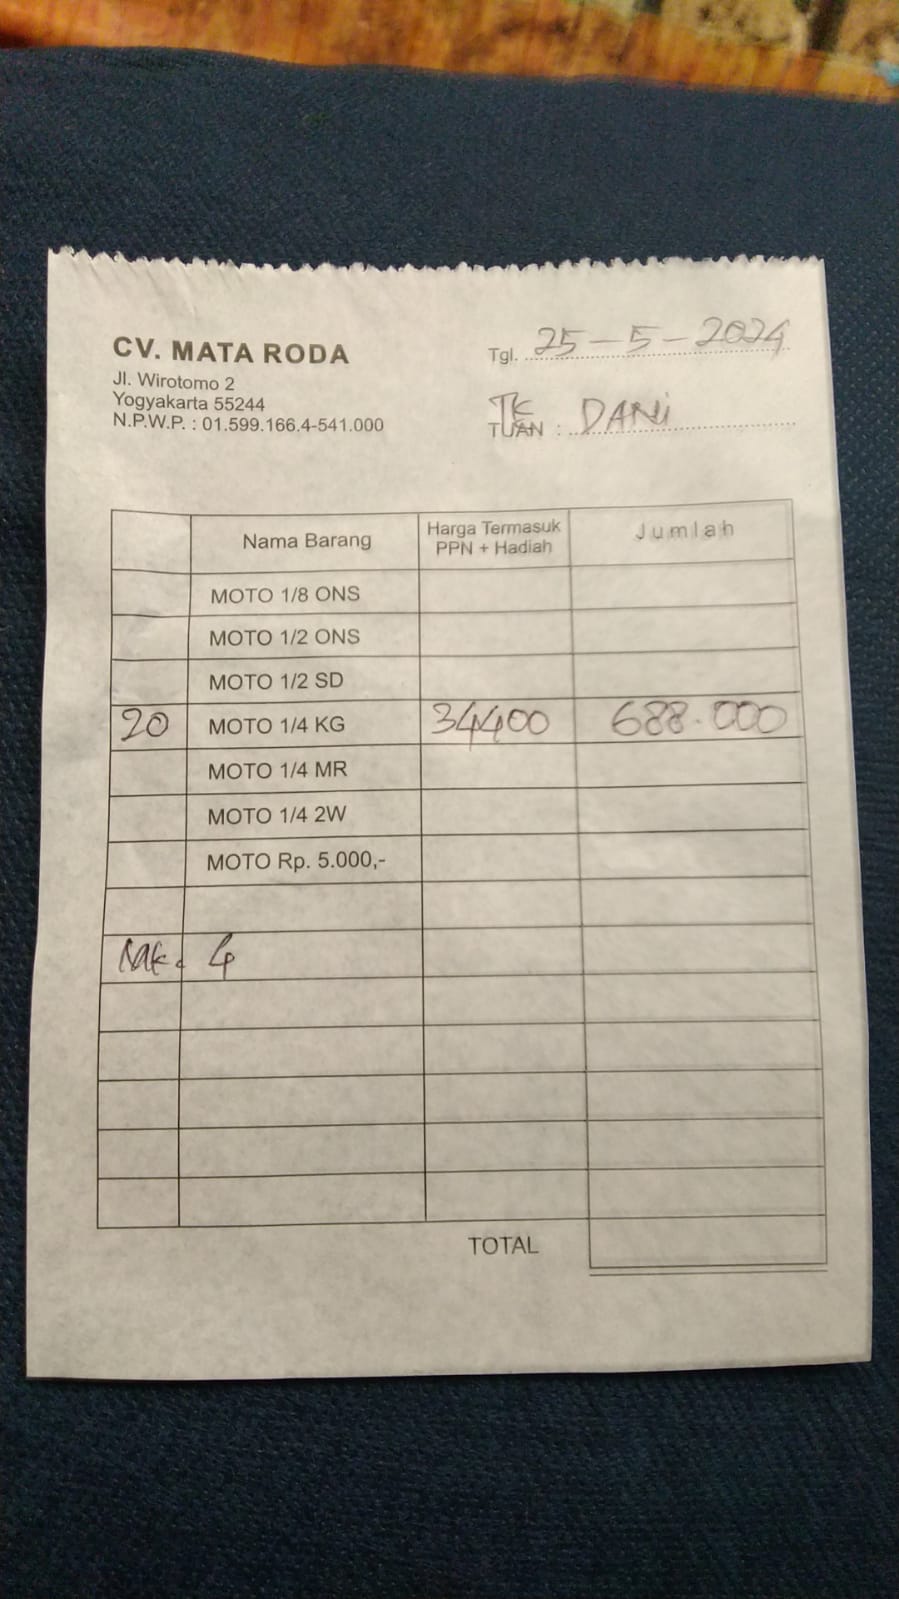 CV. MATA RODA
Jl. Wirotomo 2
Yogyakarta 55244
N.P.W.P. : 01.599.166.4-541.000
Tgl. 25-5-2024
TK
TUAN : DANI
Nama Barang Harga Termasuk PPN + Hadiah Jumlah
MOTO 1/8 ONS
MOTO 1/2 ONS
MOTO 1/2 SD
20 MOTO 1/4 KG 34400 688.000
MOTO 1/4 MR
MOTO 1/4 2W
MOTO Rp. 5.000,-
4
TOTAL